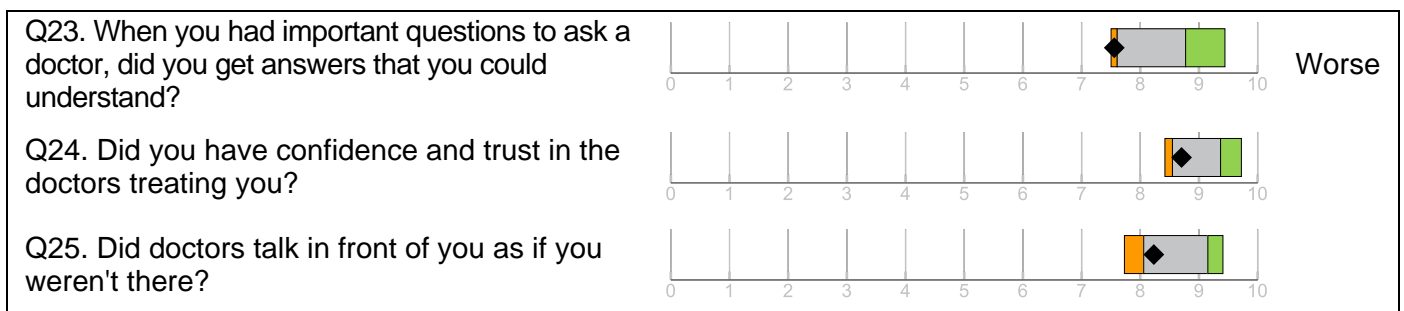 Q23. When you had important questions to ask a
doctor, did you get answers that you could
understand?
0 1 2 3 4 5 6 7 8 9 10
Worse
Q24. Did you have confidence and trust in the
doctors treating you?
0 1 2 3 4 5 6 7 8 9 10
Q25. Did doctors talk in front of you as if you
weren't there?
0 1 2 3 4 5 6 7 8 9 10